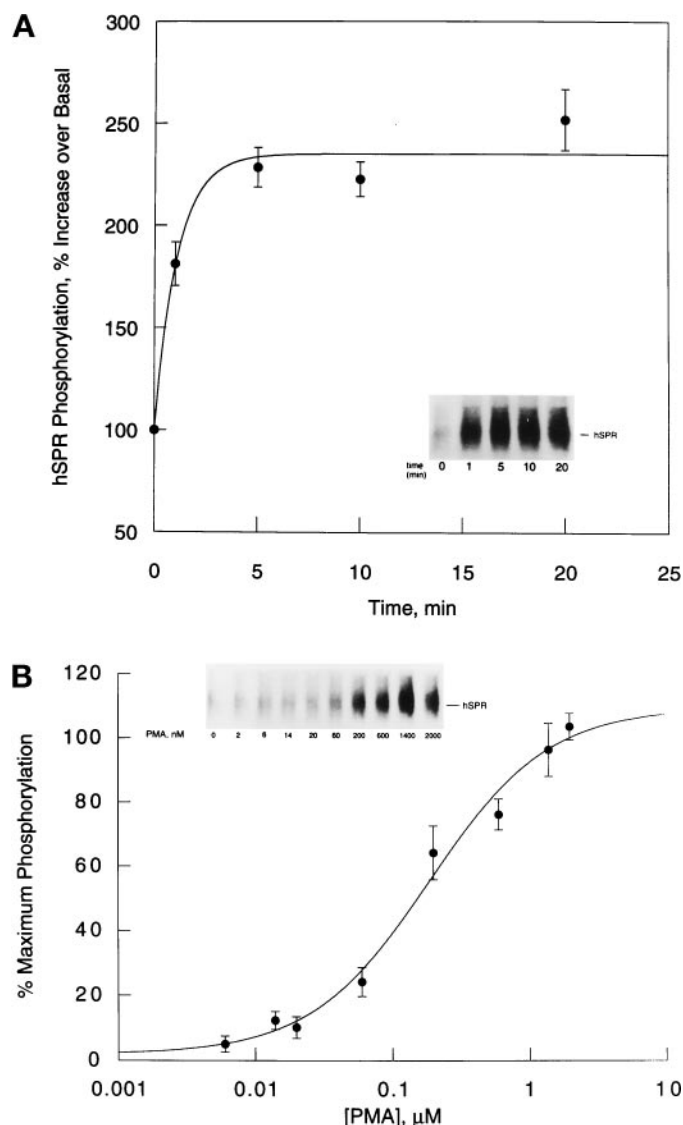 A
300
250
200
150
100
50
hSPR Phosphorylation, % Increase over Basal
— hSPR
time (min) 0 1 5 10 20
0 5 10 15 20 25
Time, min
B
120
100
80
60
40
20
0
% Maximum Phosphorylation
— hSPR
PMA, nM 0 2 6 14 20 60 200 600 1400 2000
0.001 0.01 0.1 1 10
[PMA], µM